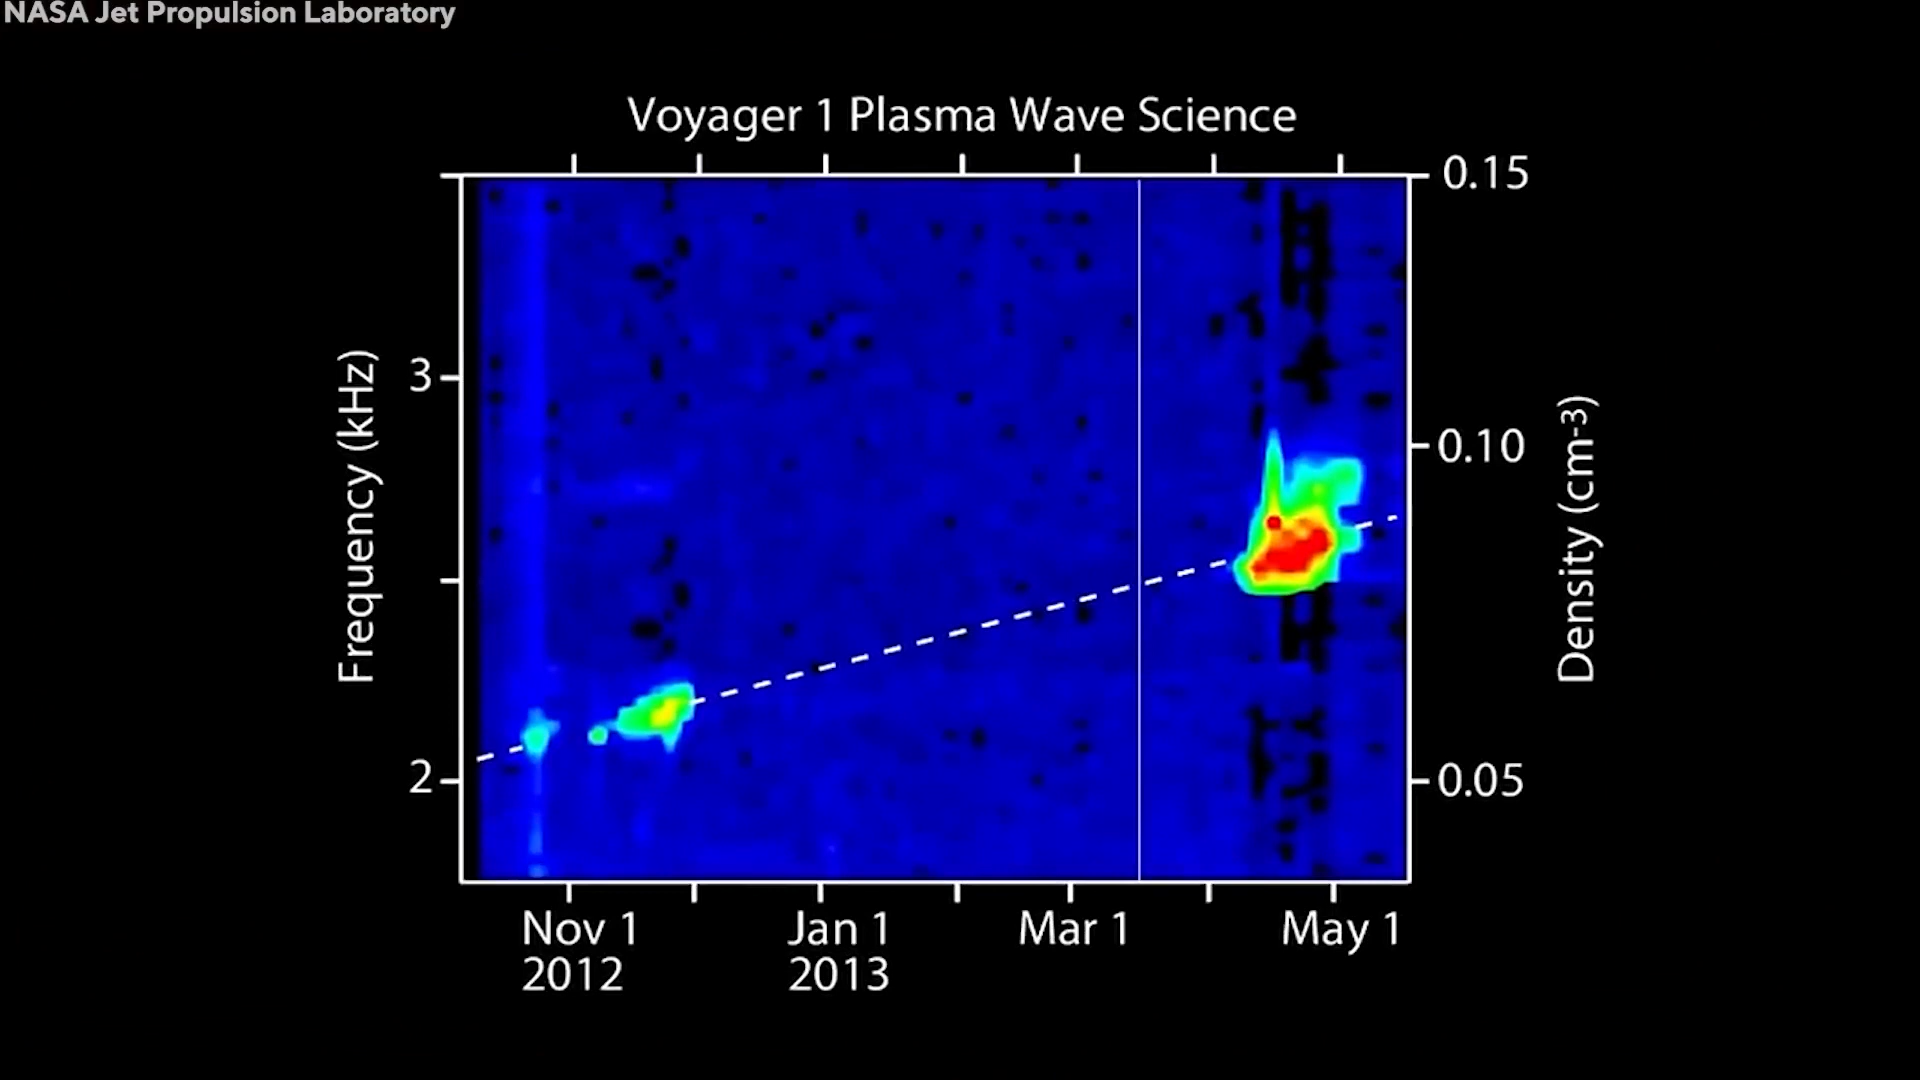 NASA Jet Propulsion Laboratory
Voyager 1 Plasma Wave Science
0.15
3
0.10
Frequency (kHz)
Density (cm-3)
2
0.05
Nov 1
2012
Jan 1
2013
Mar 1
May 1